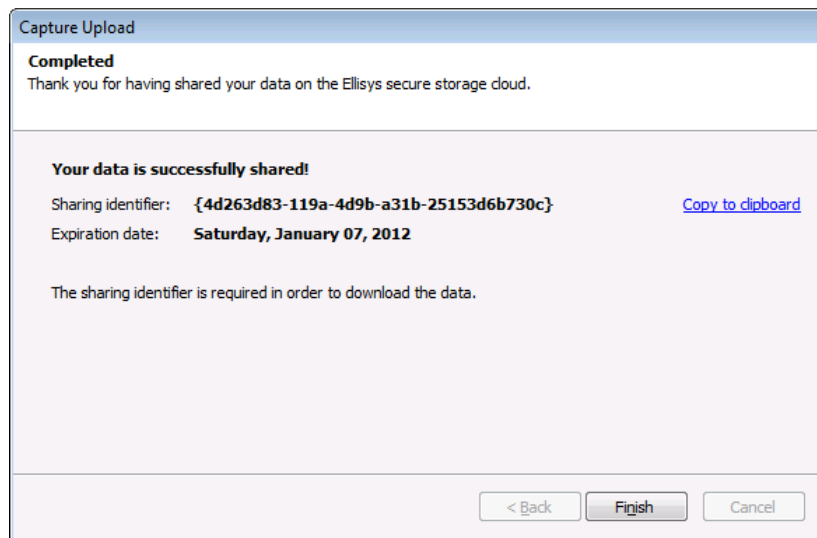 Capture Upload
Completed
Thank you for having shared your data on the Ellisys secure storage cloud.
Your data is successfully shared!
Sharing identifier: {4d263d83-119a-4d9b-a31b-25153d6b730c} Copy to clipboard
Expiration date: Saturday, January 07, 2012
The sharing identifier is required in order to download the data.
< Back Finish Cancel